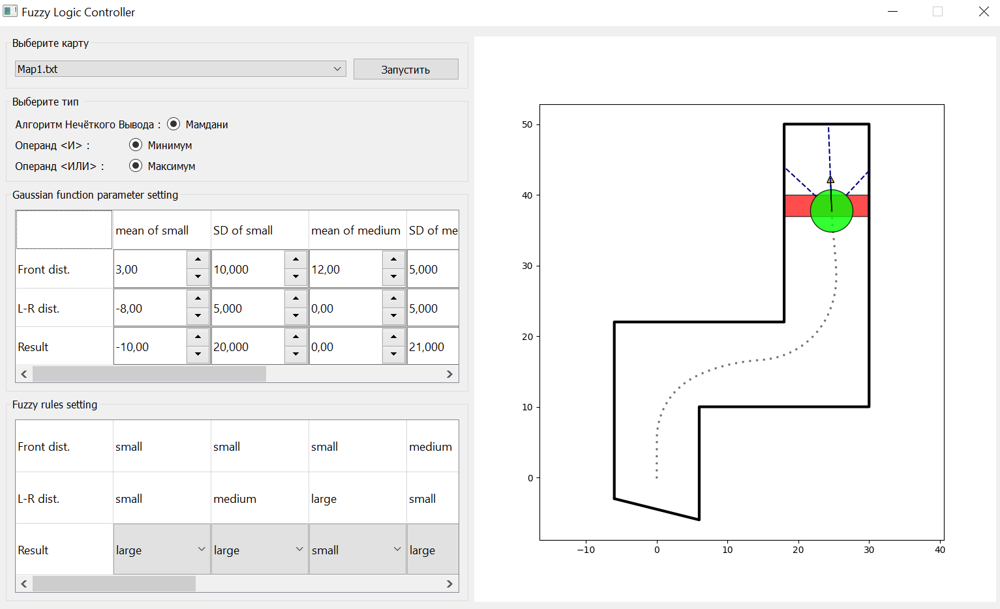 Fuzzy Logic Controller
Выберите карту
Map1.txt
Запустить
Выберите тип
Алгоритм Нечёткого Вывода : Мамдани
Операнд <И> : Минимум
Операнд <ИЛИ> : Максимум
Gaussian function parameter setting
mean of small SD of small mean of medium SD of me
Front dist. 3,00 10,000 12,00 5,000
L-R dist. -8,00 5,000 0,00 5,000
Result -10,00 20,000 0,00 21,000
Fuzzy rules setting
Front dist. small small small medium
L-R dist. small medium large small
Result large large small large
50
40
30
20
10
0
−10 0 10 20 30 40